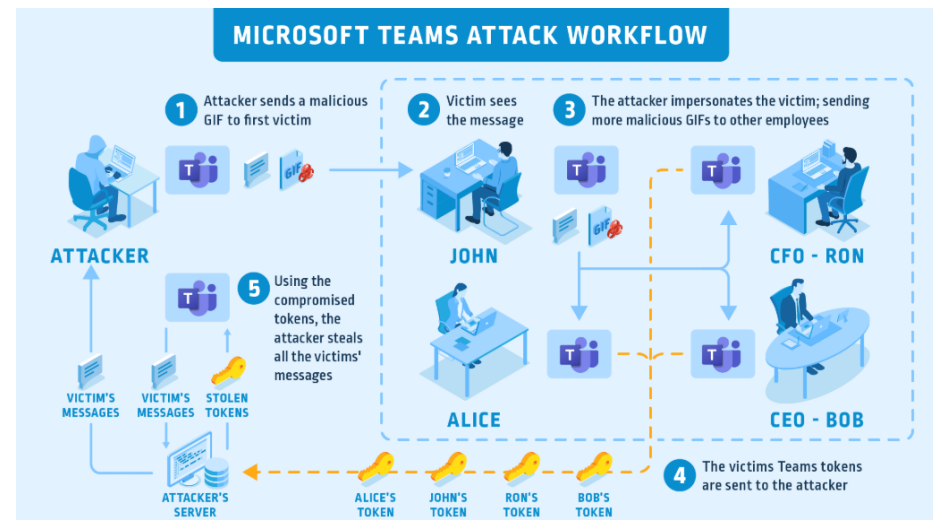 MICROSOFT TEAMS ATTACK WORKFLOW
1
Attacker sends a malicious
GIF to first victim
2
Victim sees
the message
3
The attacker impersonates the victim; sending
more malicious GIFs to other employees
T
GIF
T
GIF
T
ATTACKER
JOHN
CFO - RON
T
5
Using the
compromised
tokens, the
attacker steals
all the victims'
messages
T
T
VICTIM'S
MESSAGES
VICTIM'S
MESSAGES
STOLEN
TOKENS
ALICE
CEO - BOB
ATTACKER'S
SERVER
ALICE'S
TOKEN
JOHN'S
TOKEN
RON'S
TOKEN
BOB'S
TOKEN
4
The victims Teams tokens
are sent to the attacker